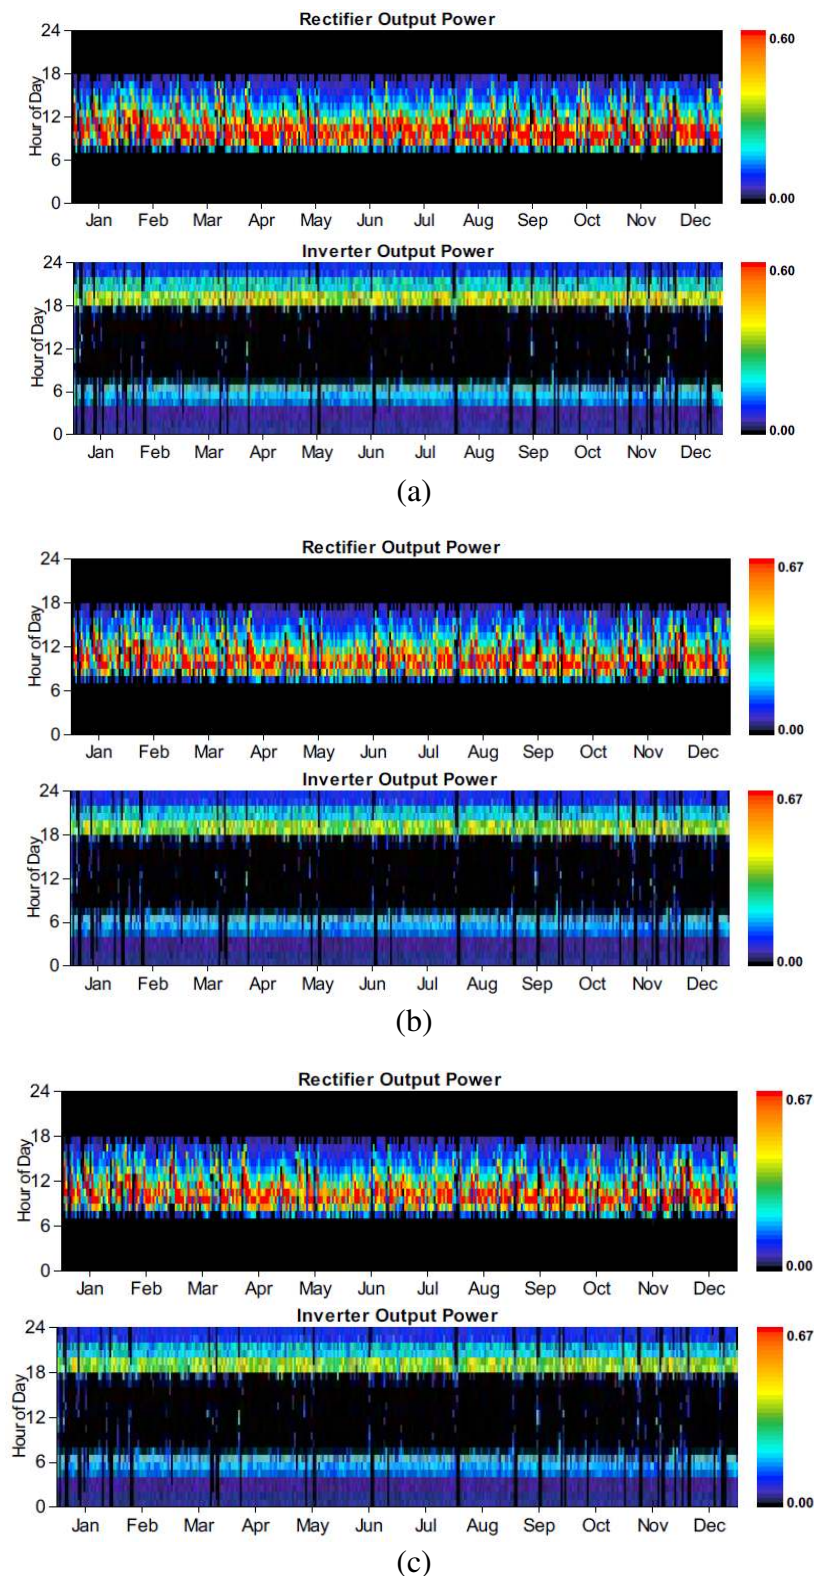 Rectifier Output Power
24
18
12
6
0
Hour of Day
Jan Feb Mar Apr May Jun Jul Aug Sep Oct Nov Dec
0.60
0.00
Inverter Output Power
24
18
12
6
0
Hour of Day
Jan Feb Mar Apr May Jun Jul Aug Sep Oct Nov Dec
0.60
0.00
(a)
Rectifier Output Power
24
18
12
6
0
Hour of Day
Jan Feb Mar Apr May Jun Jul Aug Sep Oct Nov Dec
0.67
0.00
Inverter Output Power
24
18
12
6
0
Hour of Day
Jan Feb Mar Apr May Jun Jul Aug Sep Oct Nov Dec
0.67
0.00
(b)
Rectifier Output Power
24
18
12
6
0
Hour of Day
Jan Feb Mar Apr May Jun Jul Aug Sep Oct Nov Dec
0.67
0.00
Inverter Output Power
24
18
12
6
0
Hour of Day
Jan Feb Mar Apr May Jun Jul Aug Sep Oct Nov Dec
0.67
0.00
(c)